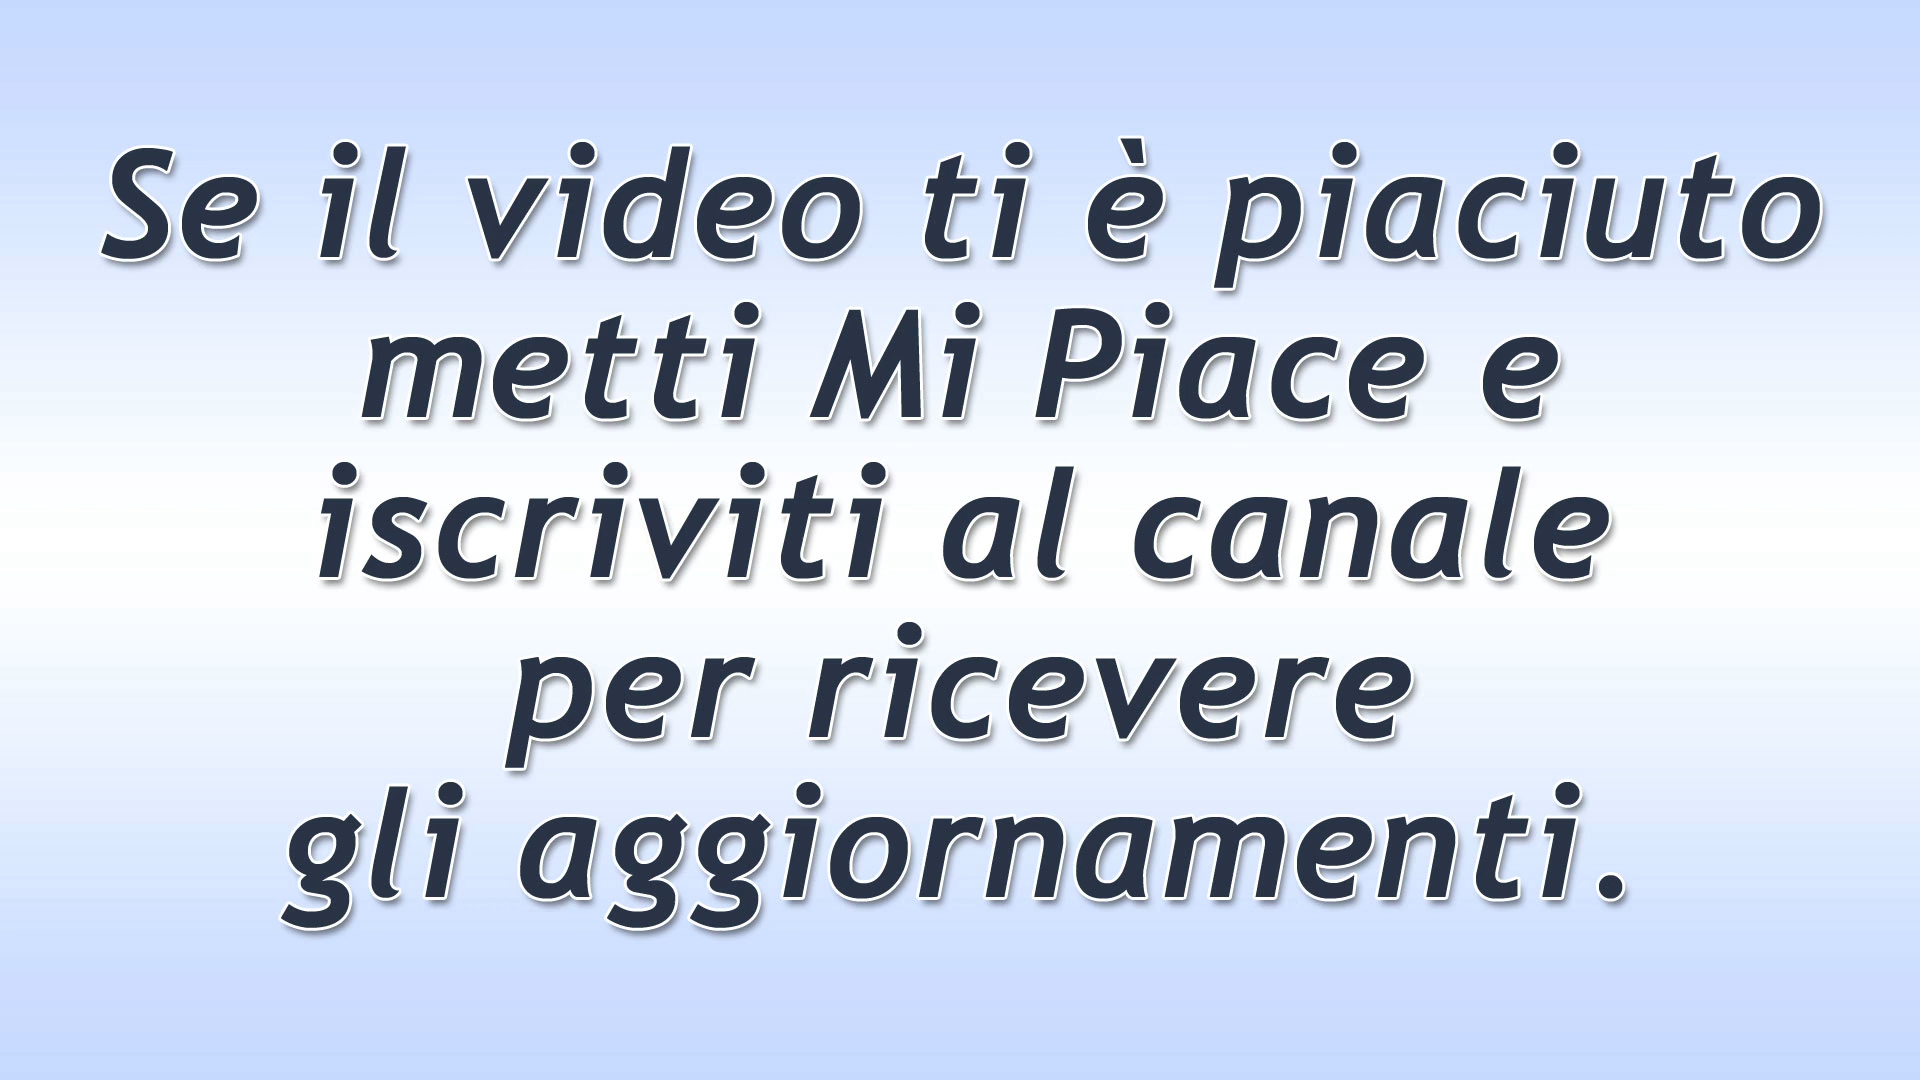 Se il video ti è piaciuto
metti Mi Piace e
iscriviti al canale
per ricevere
gli aggiornamenti.